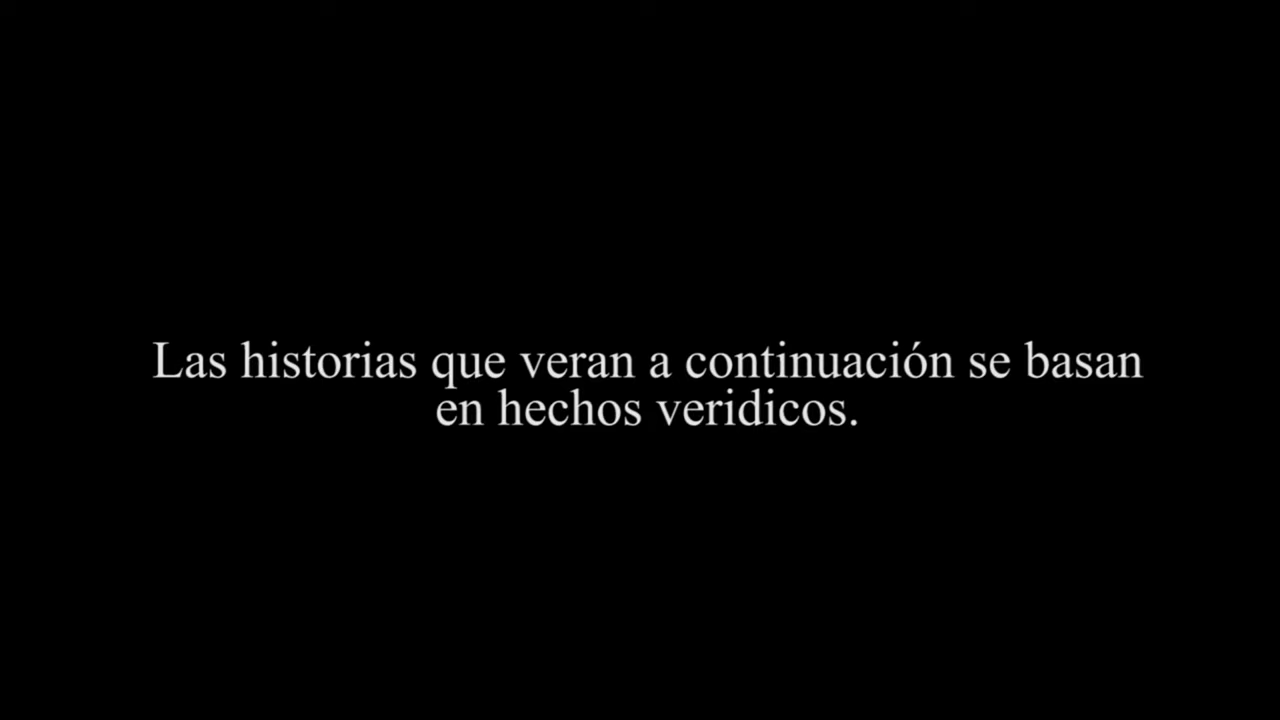 Las historias que veran a continuación se basan
en hechos veridicos.